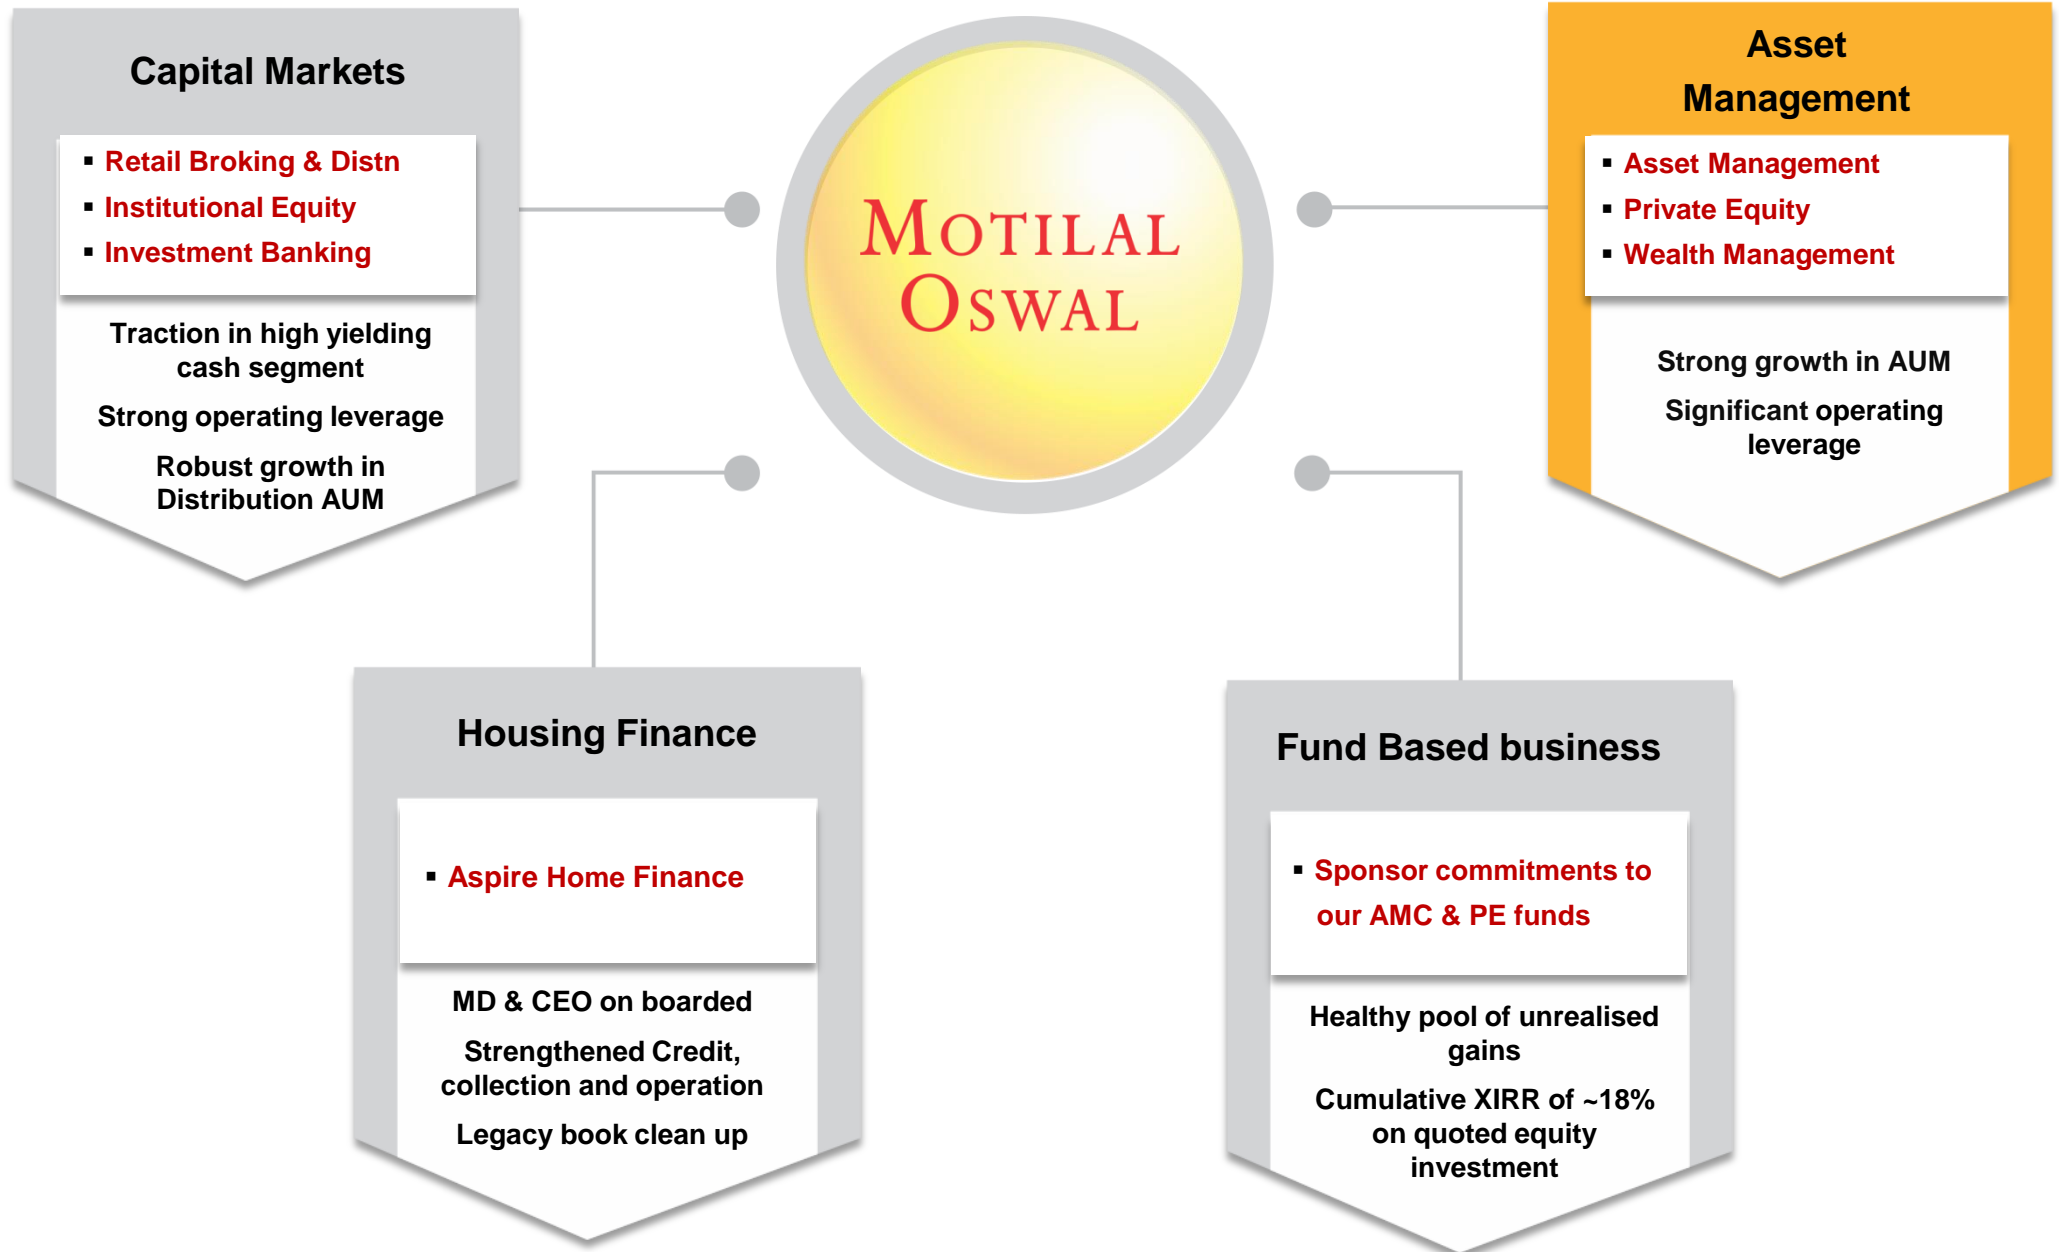 Capital Markets
▪ Retail Broking & Distn
▪ Institutional Equity
▪ Investment Banking
Traction in high yielding
cash segment
Strong operating leverage
Robust growth in
Distribution AUM
MOTILAL
OSWAL
Asset
Management
▪ Asset Management
▪ Private Equity
▪ Wealth Management
Strong growth in AUM
Significant operating
leverage
Housing Finance
▪ Aspire Home Finance
MD & CEO on boarded
Strengthened Credit,
collection and operation
Legacy book clean up
Fund Based business
▪ Sponsor commitments to
our AMC & PE funds
Healthy pool of unrealised
gains
Cumulative XIRR of ~18%
on quoted equity
investment